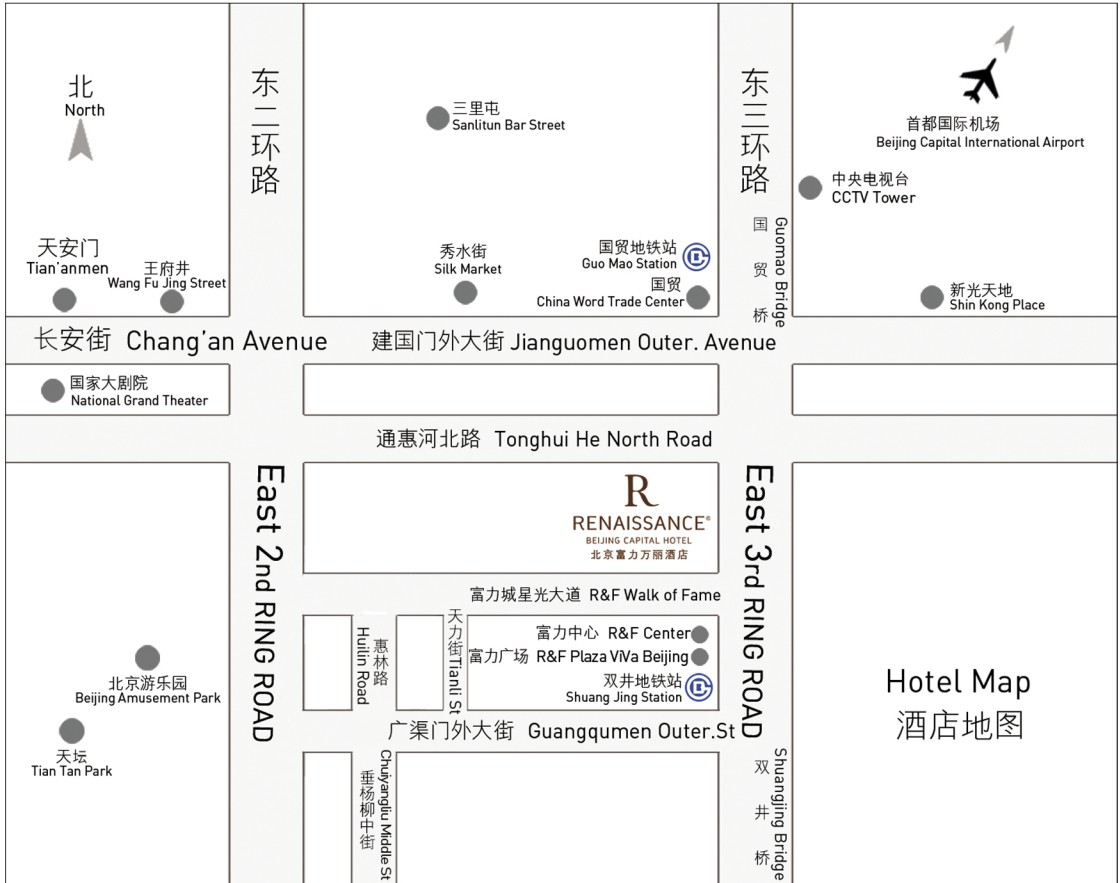 北
North
东二环路
三里屯
Sanlitun Bar Street
东三环路
首都国际机场
Beijing Capital International Airport
中央电视台
CCTV Tower
天安门
Tian'anmen
王府井
Wang Fu Jing Street
秀水街
Silk Market
国贸地铁站
Guo Mao Station
国贸
China Word Trade Center
国贸桥
Guomao Bridge
新光天地
Shin Kong Place
长安街 Chang'an Avenue
建国门外大街 Jianguomen Outer. Avenue
国家大剧院
National Grand Theater
通惠河北路 Tonghui He North Road
East 2nd RING ROAD
R
RENAISSANCE®
BEIJING CAPITAL HOTEL
北京富力万丽酒店
East 3rd RING ROAD
富力城星光大道 R&F Walk of Fame
惠林路
Huilin Road
天力街Tianli St
富力中心 R&F Center
富力广场 R&F Plaza ViVa Beijing
双井地铁站
Shuang Jing Station
北京游乐园
Beijing Amusement Park
天坛
Tian Tan Park
Hotel Map
酒店地图
广渠门外大街 Guangqumen Outer.St
垂杨柳中街
Chuiyangliu Middle St
双井桥
Shuangjing Bridge